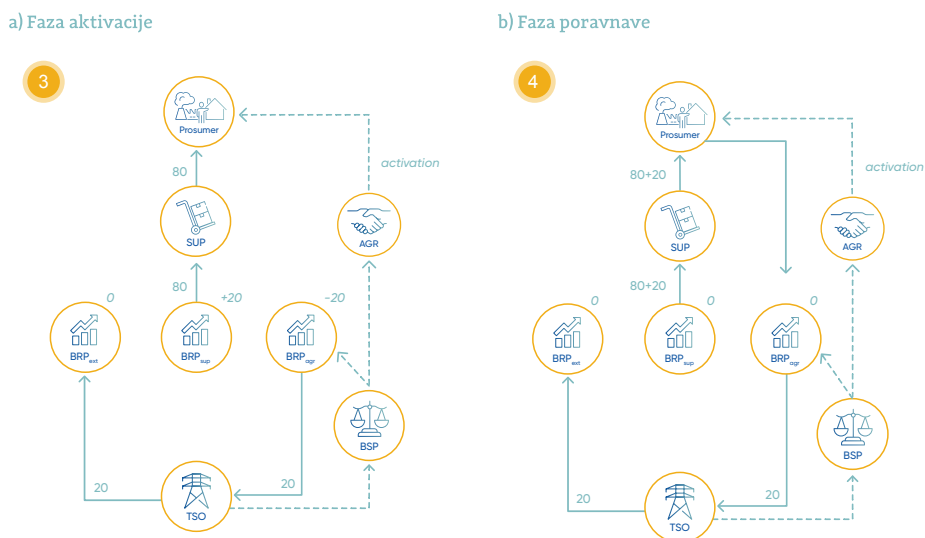 a) Faza aktivacije
3
Prosumer
activation
80
SUP
AGR
80
0
+20
-20
BRPext
BRPsup
BRPagr
BSP
20
20
TSO
b) Faza poravnave
4
Prosumer
activation
80+20
SUP
AGR
80+20
0
0
0
BRPext
BRPsup
BRPagr
BSP
20
20
TSO